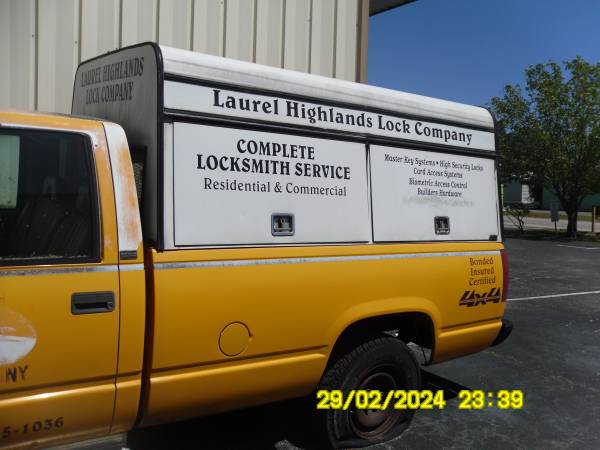 LAUREL HIGHLANDS
LOCK COMPANY
Laurel Highlands Lock Company
COMPLETE
LOCKSMITH SERVICE
Residential & Commercial
Master Key Systems • High Security Locks
Card Access Systems
Biometric Access Control
Builders Hardware
Bonded
Insured
Certified
4x4
NY
5-1036
29/02/2024 23:39